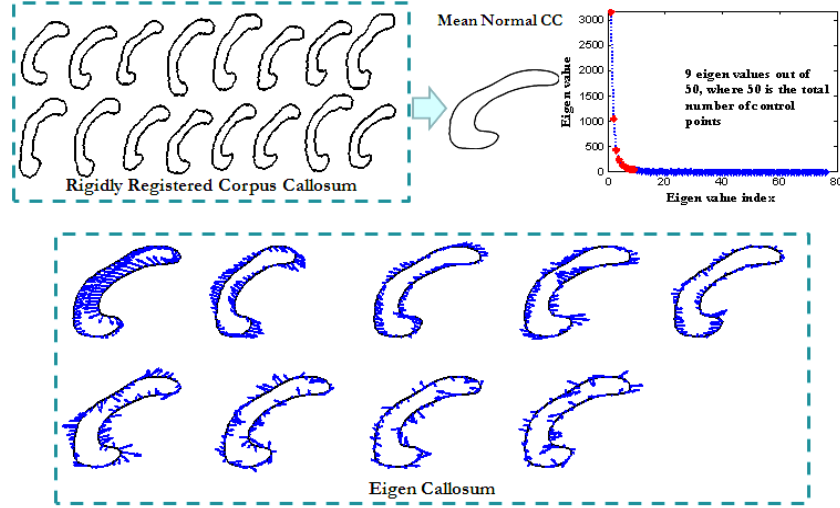 Rigidly Registered Corpus Callosum
Mean Normal CC
Eigen value
3000
2500
2000
1500
1000
500
0
9 eigen values out of
50, where 50 is the total
number of control
points
0
20
40
60
80
Eigen value index
Eigen Callosum